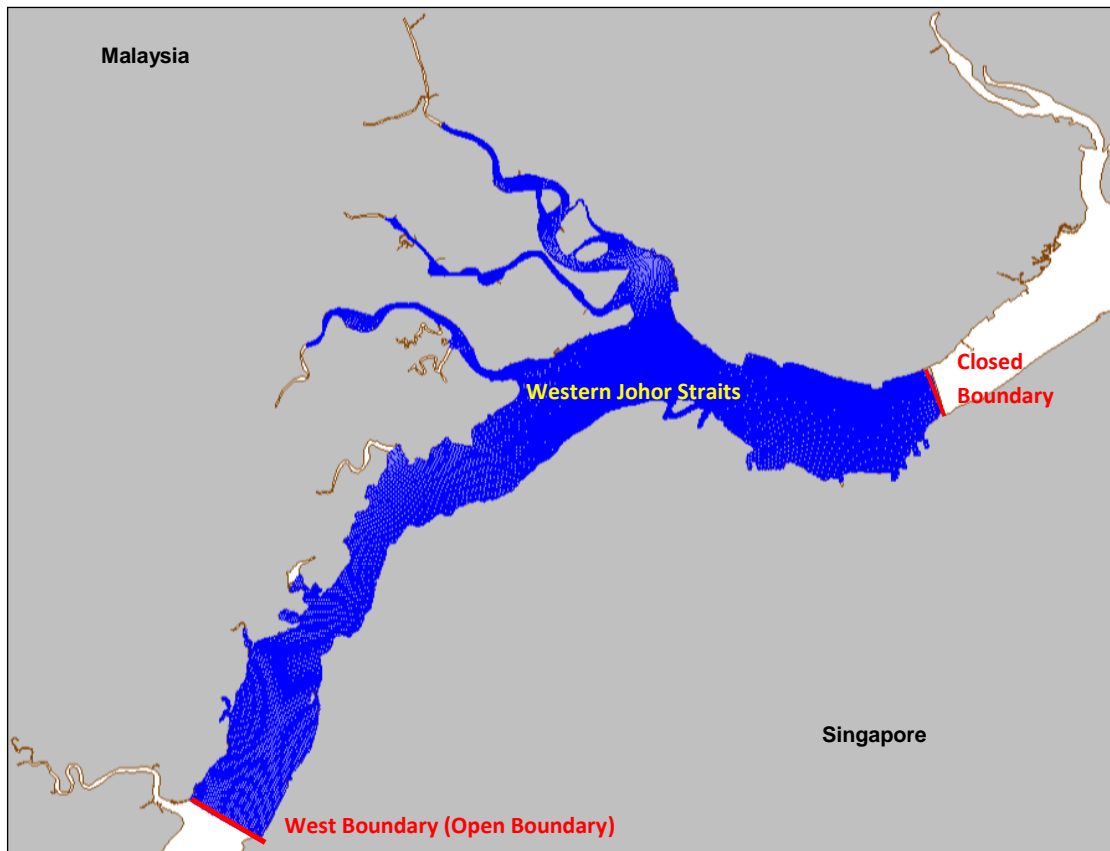 Malaysia
Closed
Boundary
Western Johor Straits
Singapore
West Boundary (Open Boundary)